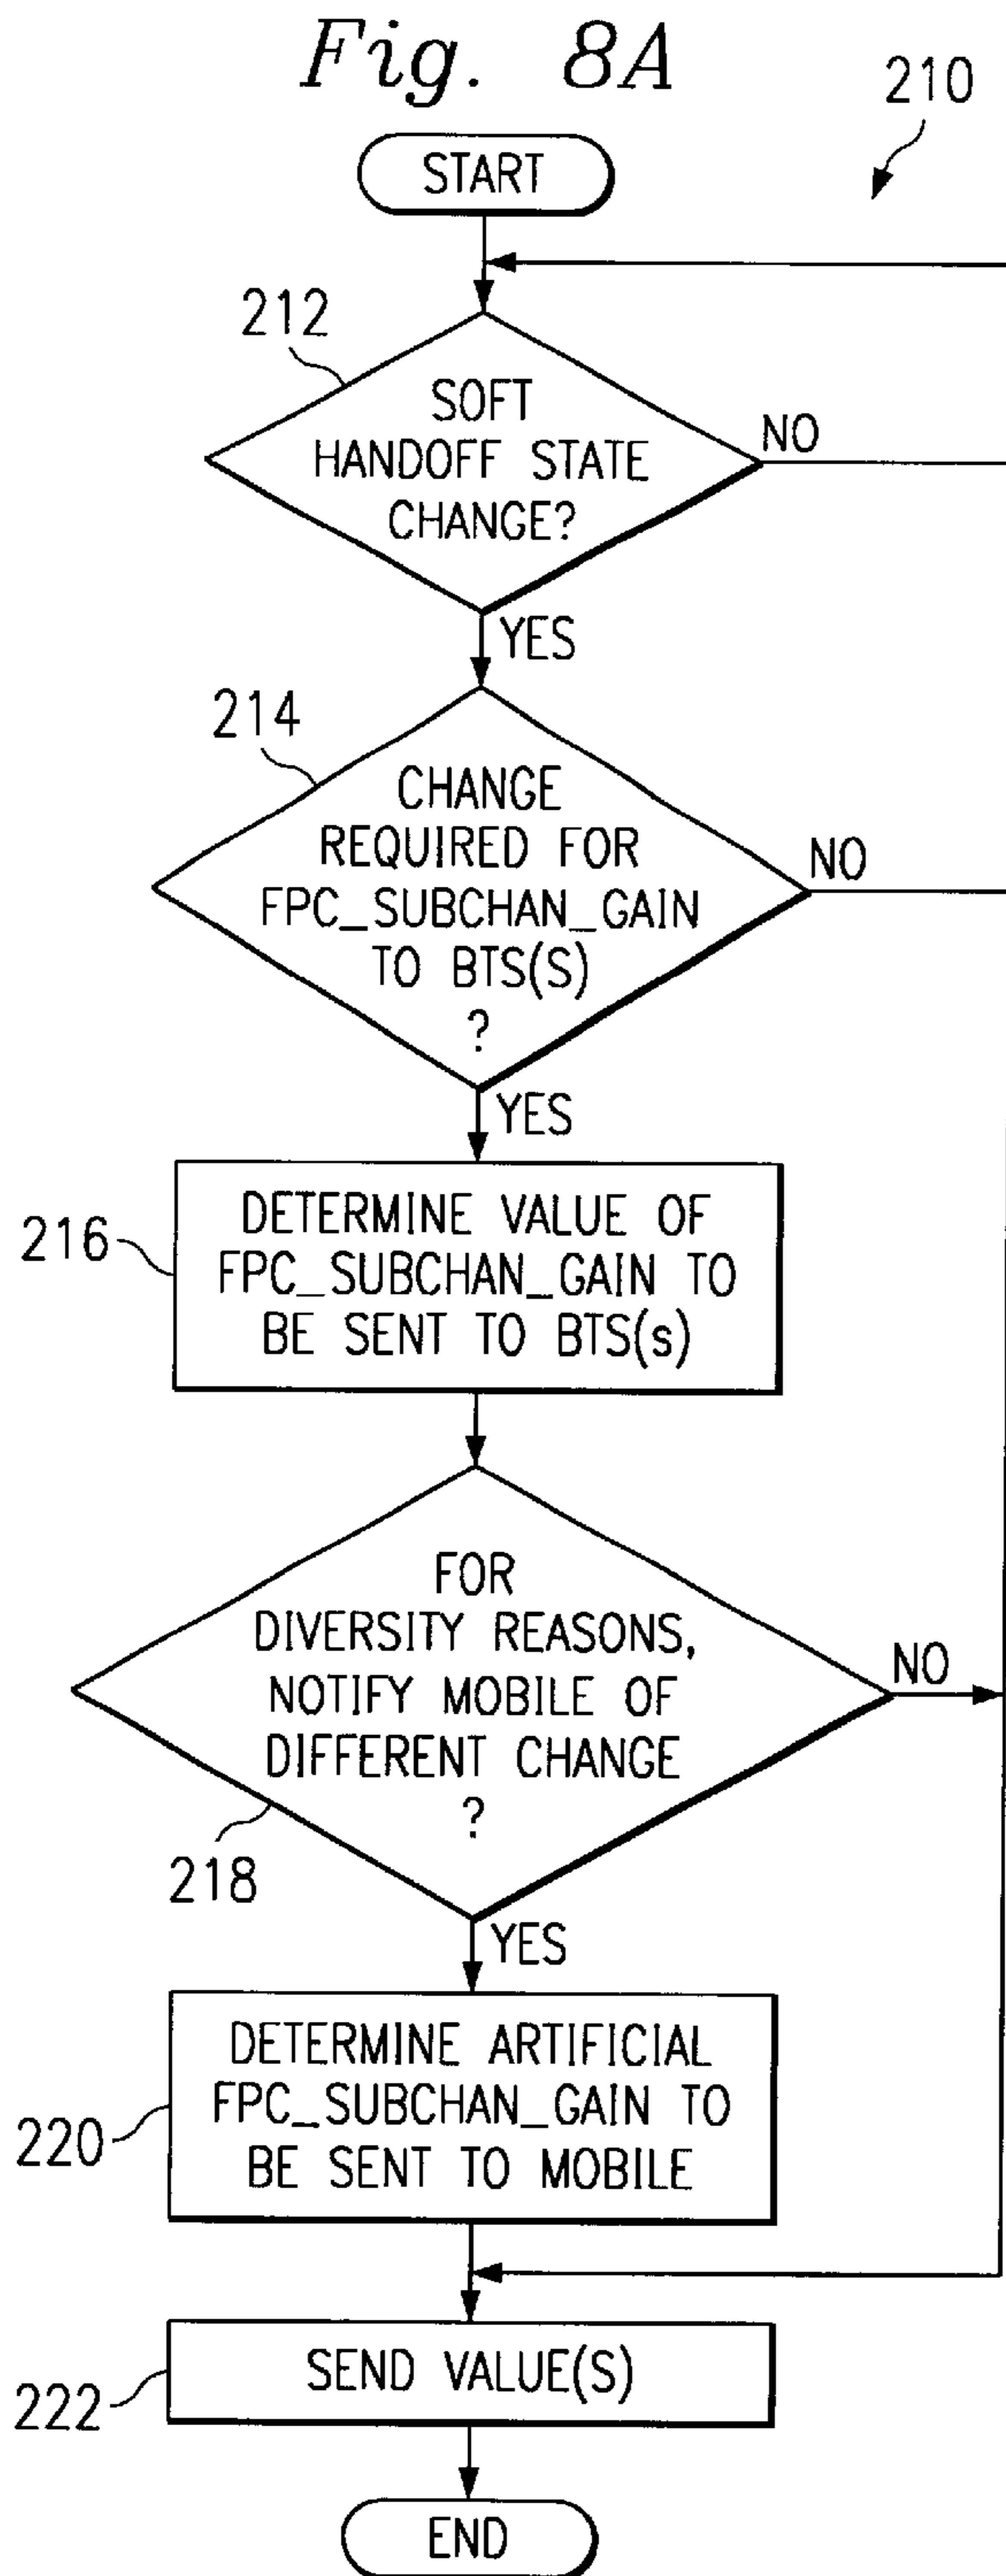 Fig. 8A
210
START
212
SOFT
HANDOFF STATE
CHANGE?
NO
YES
214
CHANGE
REQUIRED FOR
FPC_SUBCHAN_GAIN
TO BTS(S)
?
NO
YES
216
DETERMINE VALUE OF
FPC_SUBCHAN_GAIN TO
BE SENT TO BTS(s)
FOR
DIVERSITY REASONS,
NOTIFY MOBILE OF
DIFFERENT CHANGE
?
NO
218
YES
DETERMINE ARTIFICIAL
FPC_SUBCHAN_GAIN TO
BE SENT TO MOBILE
220
SEND VALUE(S)
222
END